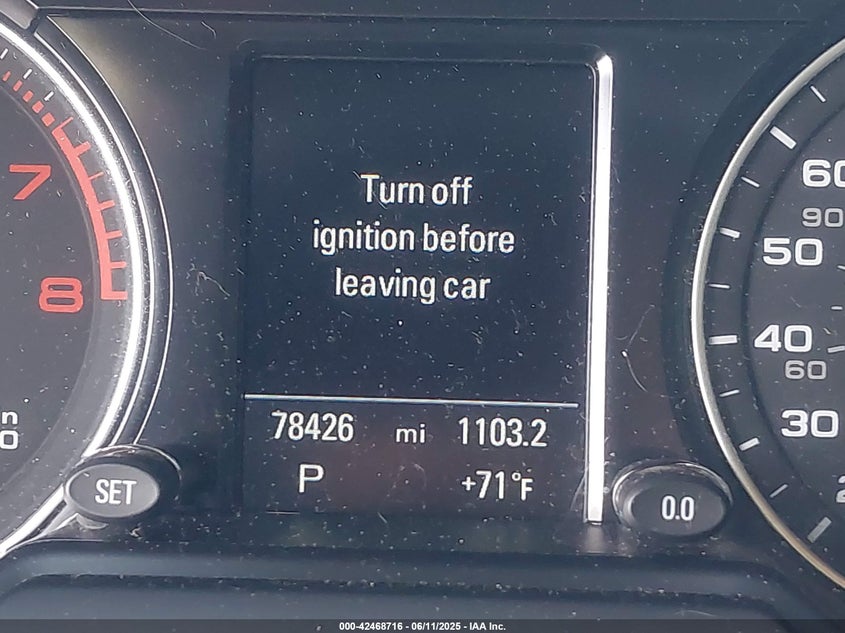 7
8
Turn off
ignition before
leaving car
78426 mi 1103.2
P +71°F
SET
0.0
50
40
60
30
90
000-42468716 - 06/11/2025 - IAA Inc.